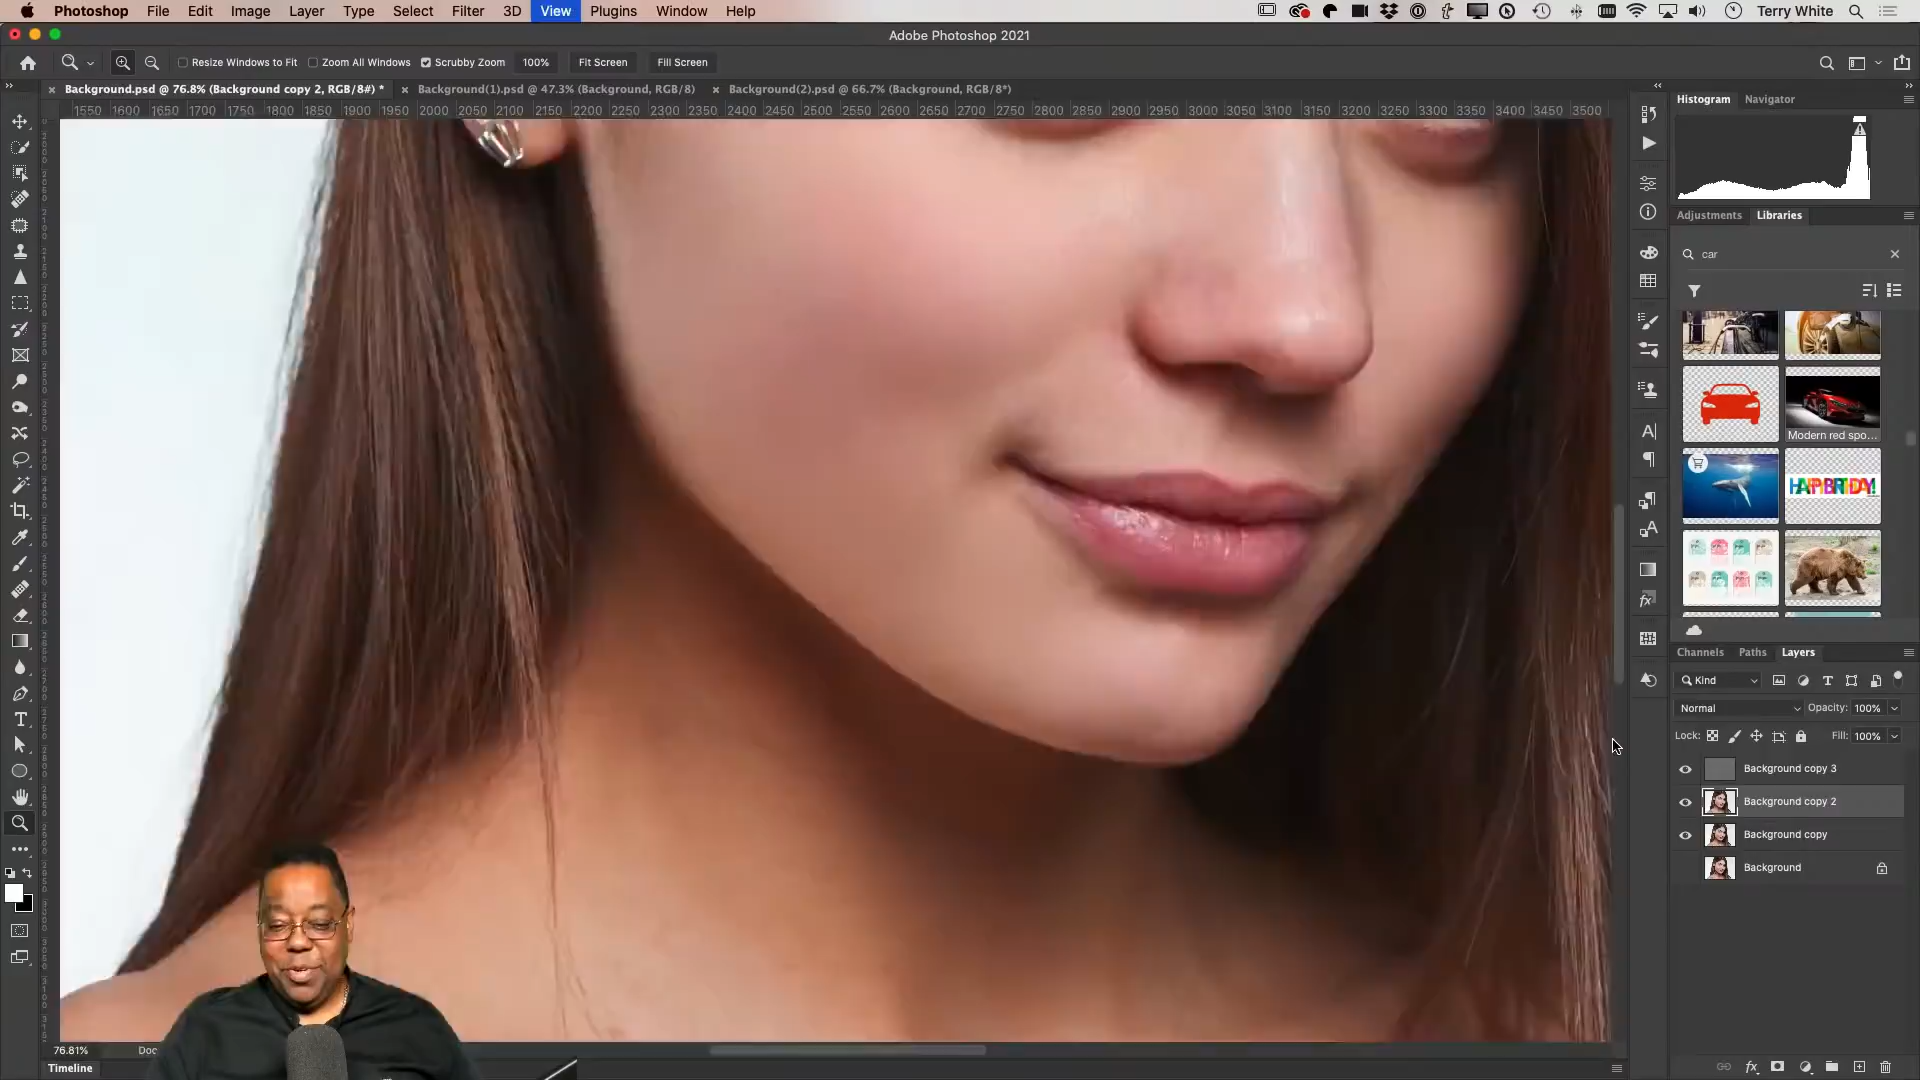 Photoshop File Edit Image Layer Type Select Filter 3D View Plugins Window Help Terry White
Adobe Photoshop 2021
Resize Windows to Fit Zoom All Windows Scrubby Zoom 100% Fit Screen Fill Screen
Background.psd @ 76.8% (Background copy 2, RGB/8#) * Background(1).psd @ 47.3% (Background, RGB/8) Background(2).psd @ 66.7% (Background, RGB/8*)
1550 1600 1650 1700 1750 1800 1850 1900 1950 2000 2050 2100 2150 2200 2250 2300 2350 2400 2450 2500 2550 2600 2650 2700 2750 2800 2850 2900 2950 3000 3050 3100 3150 3200 3250 3300 3350 3400 3450 3500
Histogram Navigator
Adjustments Libraries
car
Modern red spo...
HAPPY BIRTHDAY!
Channels Paths Layers
Kind
Normal Opacity: 100%
Lock: Fill: 100%
Background copy 3
Background copy 2
Background copy
Background
76.81% Doc
Timeline